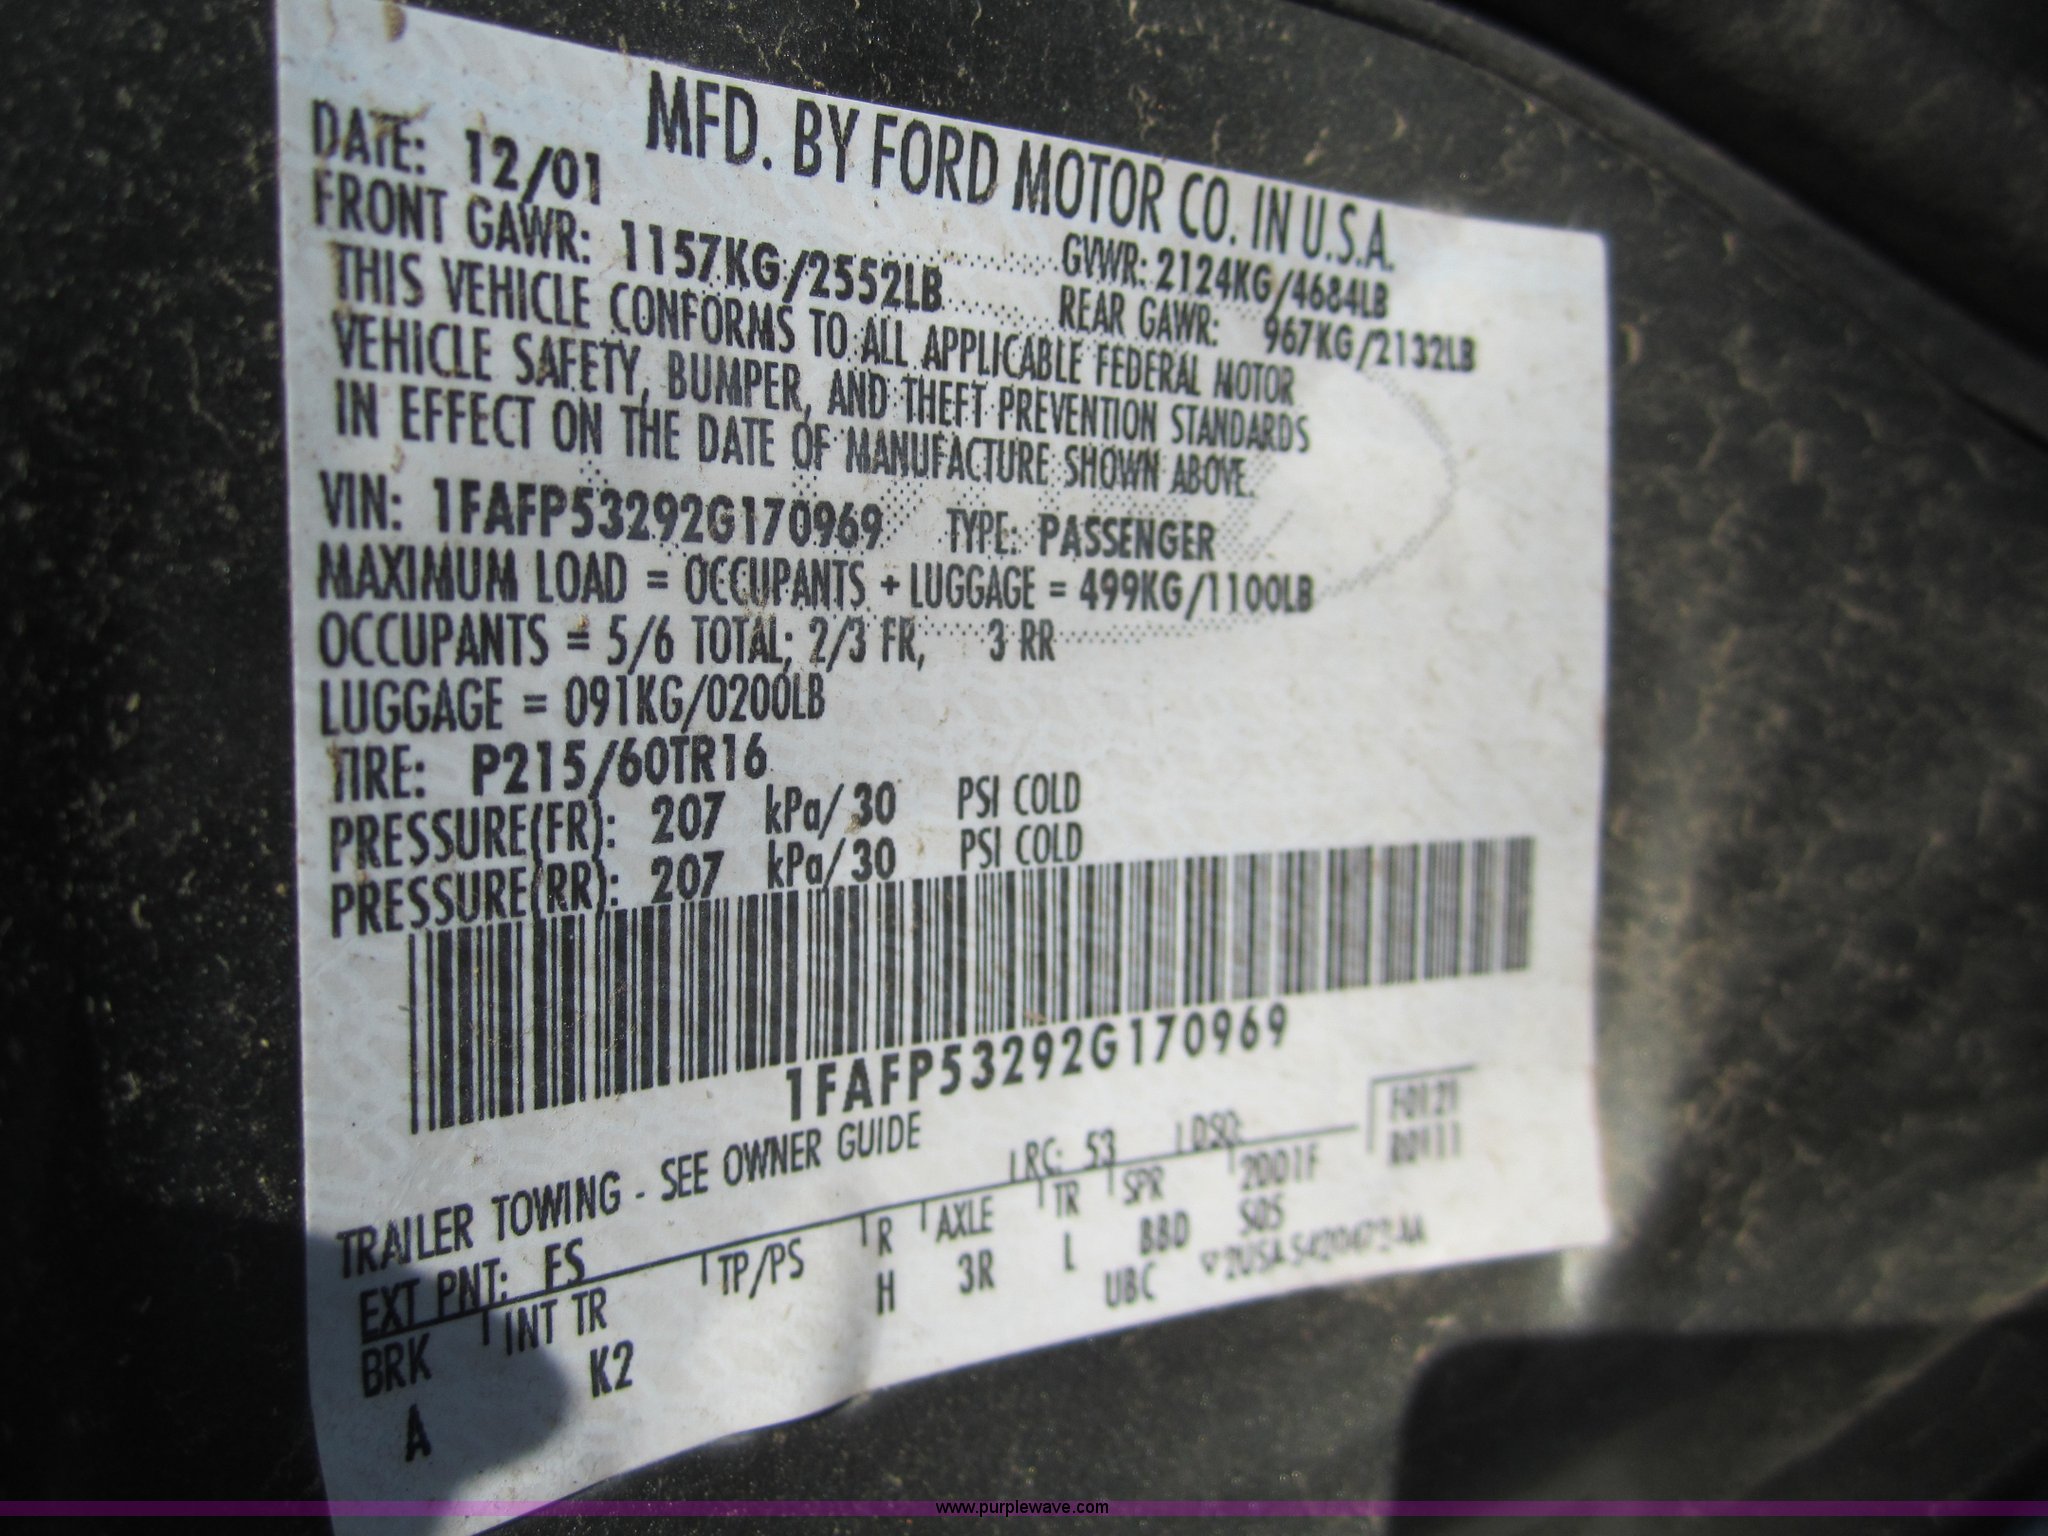 MFD. BY FORD MOTOR CO. IN U.S.A.
DATE: 12/01 GVWR: 2124KG/4684LB
FRONT GAWR: 1157KG/2552LB REAR GAWR: 967KG/2132LB
THIS VEHICLE CONFORMS TO ALL APPLICABLE FEDERAL MOTOR
VEHICLE SAFETY, BUMPER, AND THEFT PREVENTION STANDARDS
IN EFFECT ON THE DATE OF MANUFACTURE SHOWN ABOVE.
VIN: 1FAFP53292G170969 TYPE: PASSENGER
MAXIMUM LOAD = OCCUPANTS + LUGGAGE = 499KG/1100LB
OCCUPANTS = 5/6 TOTAL; 2/3 FR, 3 RR
LUGGAGE = 091KG/0200LB
TIRE: P215/60TR16
PRESSURE(FR): 207 kPa/30 PSI COLD
PRESSURE(RR): 207 kPa/30 PSI COLD
1FAFP53292G170969
TRAILER TOWING - SEE OWNER GUIDE
EXT PNT: FS RC: 53 DSO: F0121
BRK INT TR TP/PS R AXLE TR SPR 2DD1F
A K2 H 3R L BBD S05
UBC
www.purplewave.com